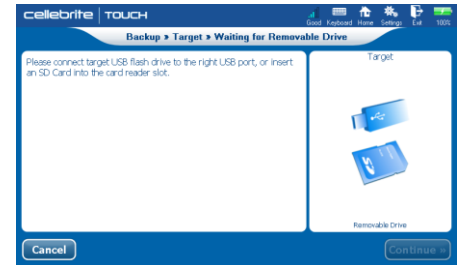 cellebrite TOUCH
Good Keyboard Home Settings Exit 100%
Backup » Target » Waiting for Removable Drive
Please connect target USB flash drive to the right USB port, or insert
an SD Card into the card reader slot.
Target
Removable Drive
Cancel
Continue »